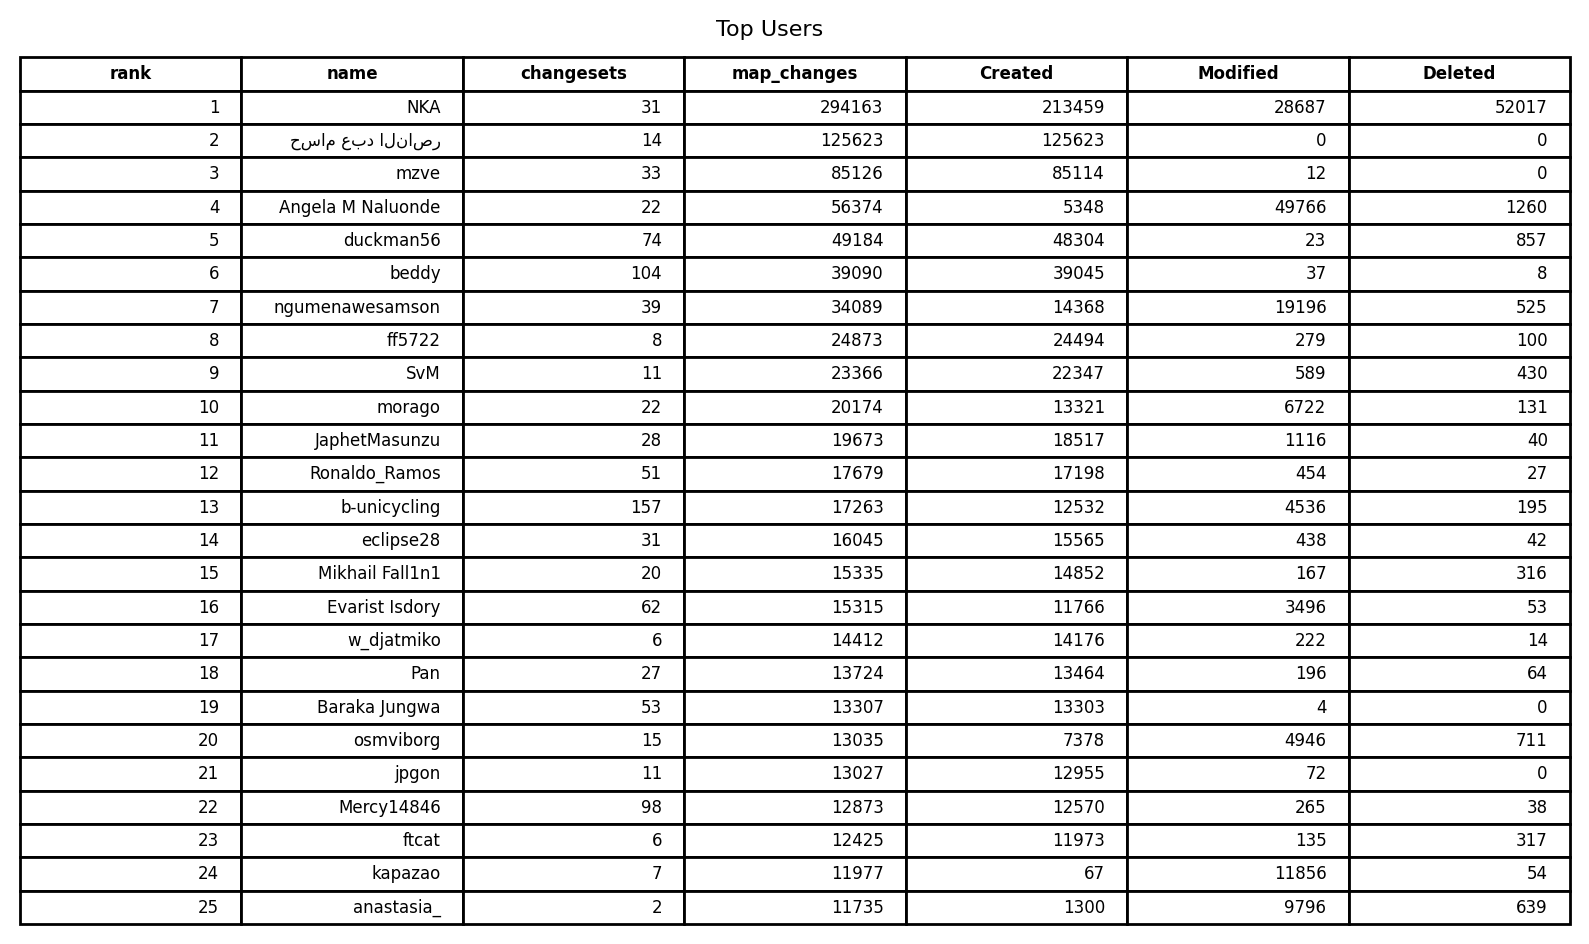 Top Users
rank name changesets map_changes Created Modified Deleted
1 NKA 31 294163 213459 28687 52017
2 حسام عبد الناصر 14 125623 125623 0 0
3 mzve 33 85126 85114 12 0
4 Angela M Naluonde 22 56374 5348 49766 1260
5 duckman56 74 49184 48304 23 857
6 beddy 104 39090 39045 37 8
7 ngumenawesamson 39 34089 14368 19196 525
8 ff5722 8 24873 24494 279 100
9 SvM 11 23366 22347 589 430
10 morago 22 20174 13321 6722 131
11 JaphetMasunzu 28 19673 18517 1116 40
12 Ronaldo_Ramos 51 17679 17198 454 27
13 b-unicycling 157 17263 12532 4536 195
14 eclipse28 31 16045 15565 438 42
15 Mikhail Fall1n1 20 15335 14852 167 316
16 Evarist Isdory 62 15315 11766 3496 53
17 w_djatmiko 6 14412 14176 222 14
18 Pan 27 13724 13464 196 64
19 Baraka Jungwa 53 13307 13303 4 0
20 osmviborg 15 13035 7378 4946 711
21 jpgon 11 13027 12955 72 0
22 Mercy14846 98 12873 12570 265 38
23 ftcat 6 12425 11973 135 317
24 kapazao 7 11977 67 11856 54
25 anastasia_ 2 11735 1300 9796 639